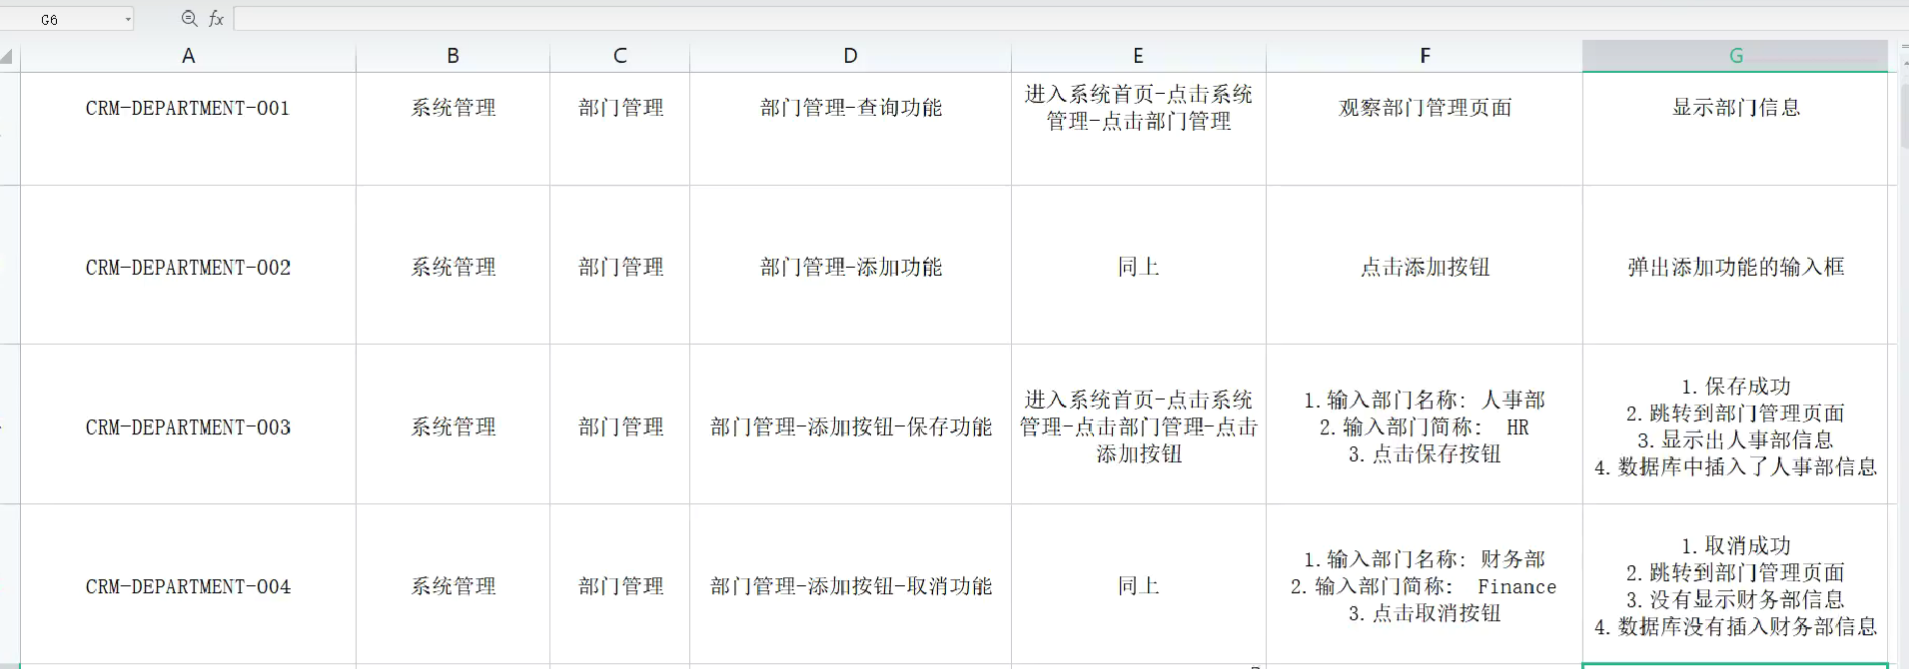 G6
fx
A B C D E F G
CRM-DEPARTMENT-001
系统管理
部门管理
部门管理-查询功能
进入系统首页-点击系统
管理-点击部门管理
观察部门管理页面
显示部门信息
CRM-DEPARTMENT-002
系统管理
部门管理
部门管理-添加功能
同上
点击添加按钮
弹出添加功能的输入框
CRM-DEPARTMENT-003
系统管理
部门管理
部门管理-添加按钮-保存功能
进入系统首页-点击系统
管理-点击部门管理-点击
添加按钮
1.输入部门名称: 人事部
2.输入部门简称: HR
3.点击保存按钮
1.保存成功
2.跳转到部门管理页面
3.显示出人事部信息
4.数据库中插入了人事部信息
CRM-DEPARTMENT-004
系统管理
部门管理
部门管理-添加按钮-取消功能
同上
1.输入部门名称: 财务部
2.输入部门简称: Finance
3.点击取消按钮
1.取消成功
2.跳转到部门管理页面
3.没有显示财务部信息
4.数据库没有插入财务部信息